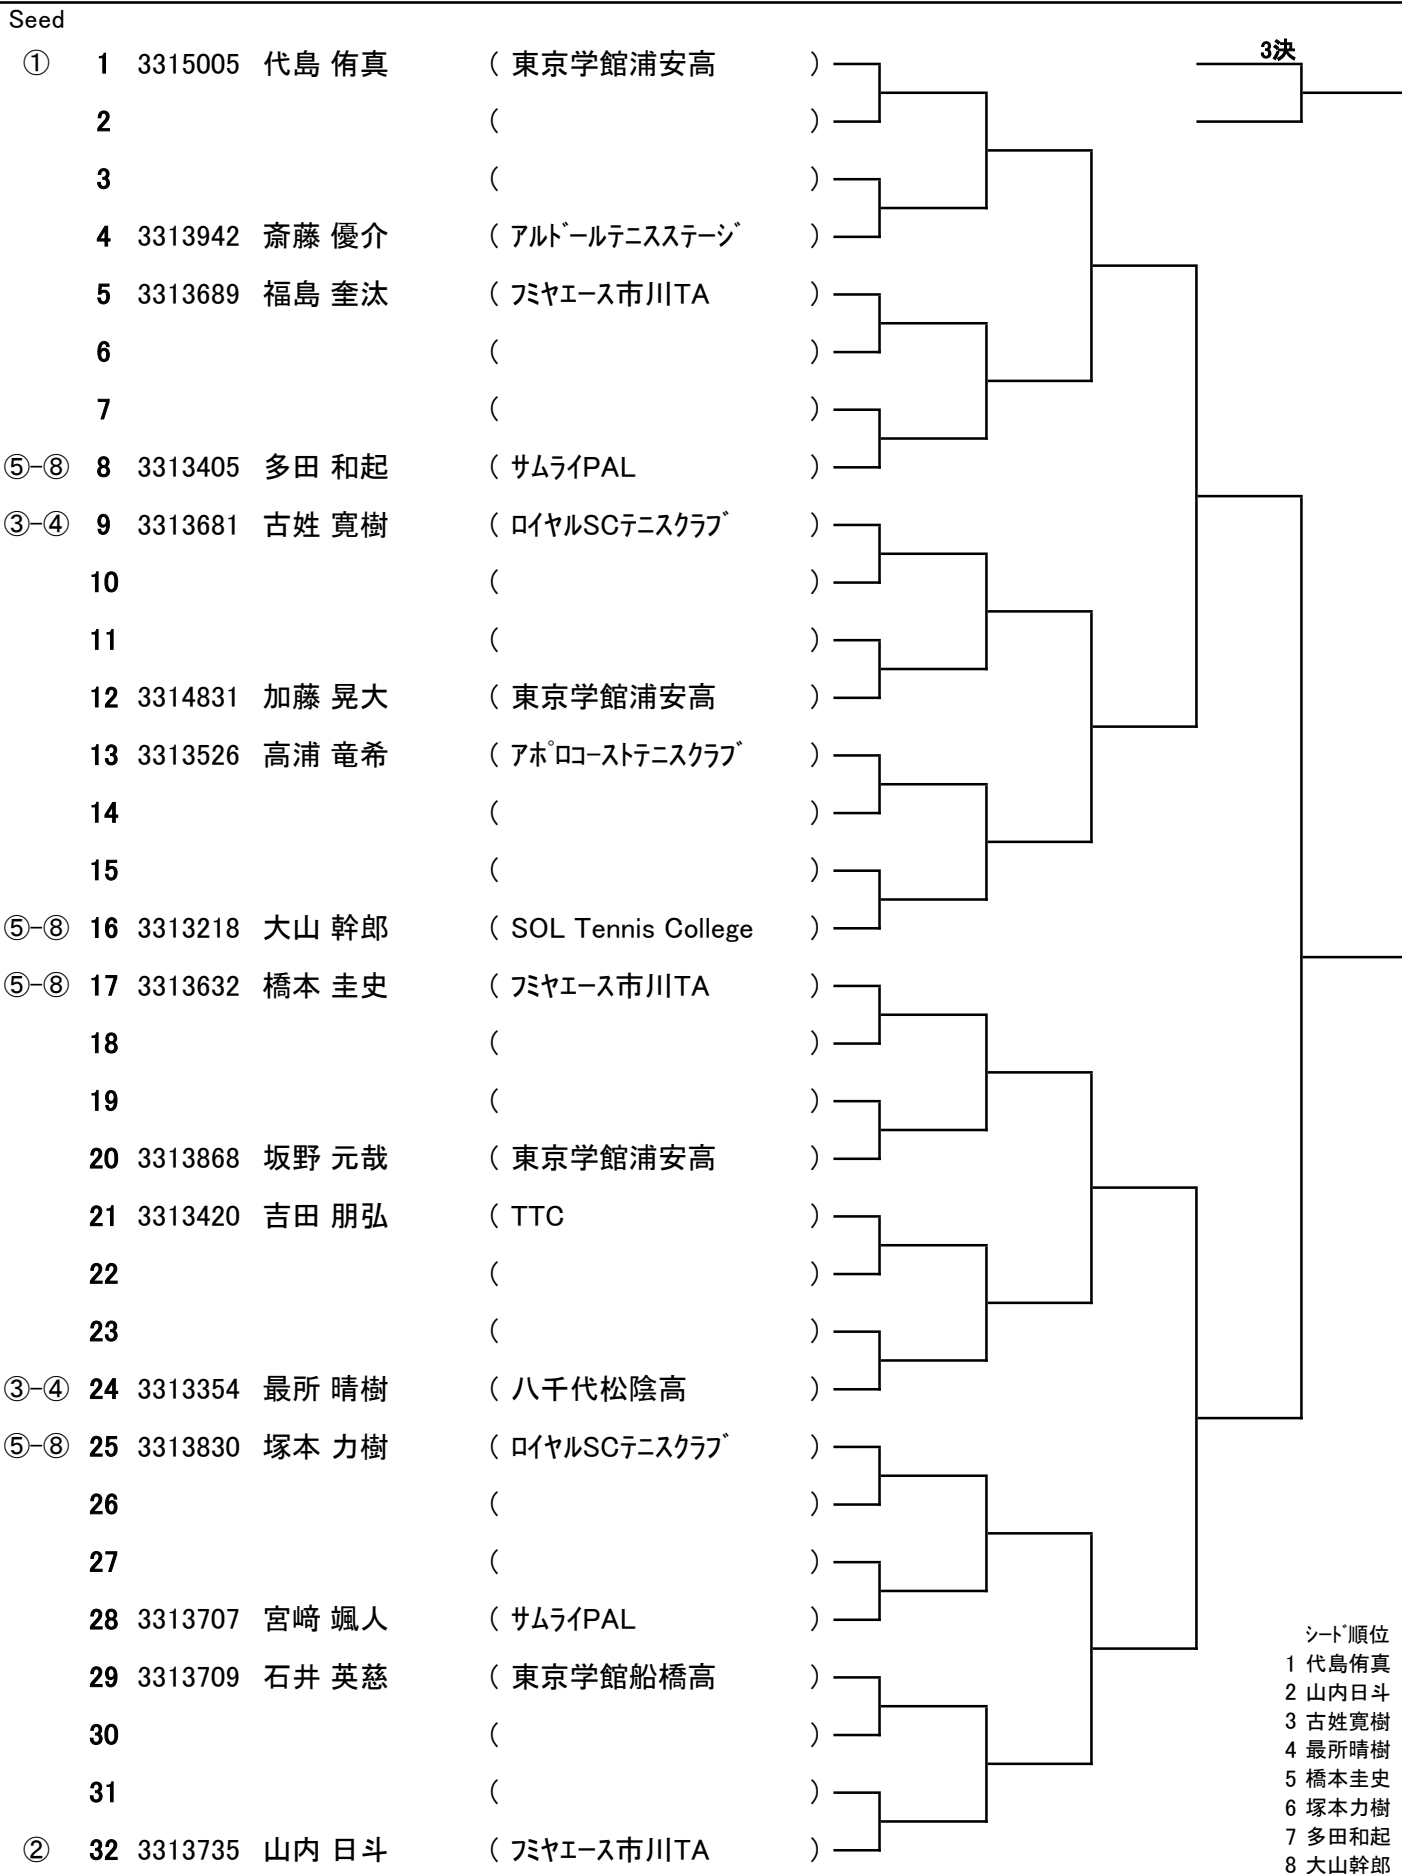 Seed
① 1 3315005 代島 侑真 ( 東京学館浦安高 ) 3決
2 ( )
3 ( )
4 3313942 斎藤 優介 ( アルドールテニスステージ )
5 3313689 福島 奎汰 ( フミヤエース市川TA )
6 ( )
7 ( )
⑤-⑧ 8 3313405 多田 和起 ( サムライPAL )
③-④ 9 3313681 古姓 寛樹 ( ロイヤルSCテニスクラブ )
10 ( )
11 ( )
12 3314831 加藤 晃大 ( 東京学館浦安高 )
13 3313526 高浦 竜希 ( アポロコーストテニスクラブ )
14 ( )
15 ( )
⑤-⑧ 16 3313218 大山 幹郎 ( SOL Tennis College )
⑤-⑧ 17 3313632 橋本 圭史 ( フミヤエース市川TA )
18 ( )
19 ( )
20 3313868 坂野 元哉 ( 東京学館浦安高 )
21 3313420 吉田 朋弘 ( TTC )
22 ( )
23 ( )
③-④ 24 3313354 最所 晴樹 ( 八千代松陰高 )
⑤-⑧ 25 3313830 塚本 力樹 ( ロイヤルSCテニスクラブ )
26 ( )
27 ( )
28 3313707 宮﨑 颯人 ( サムライPAL )
29 3313709 石井 英慈 ( 東京学館船橋高 )
30 ( )
31 ( )
② 32 3313735 山内 日斗 ( フミヤエース市川TA )
シード順位
1 代島侑真
2 山内日斗
3 古姓寛樹
4 最所晴樹
5 橋本圭史
6 塚本力樹
7 多田和起
8 大山幹郎